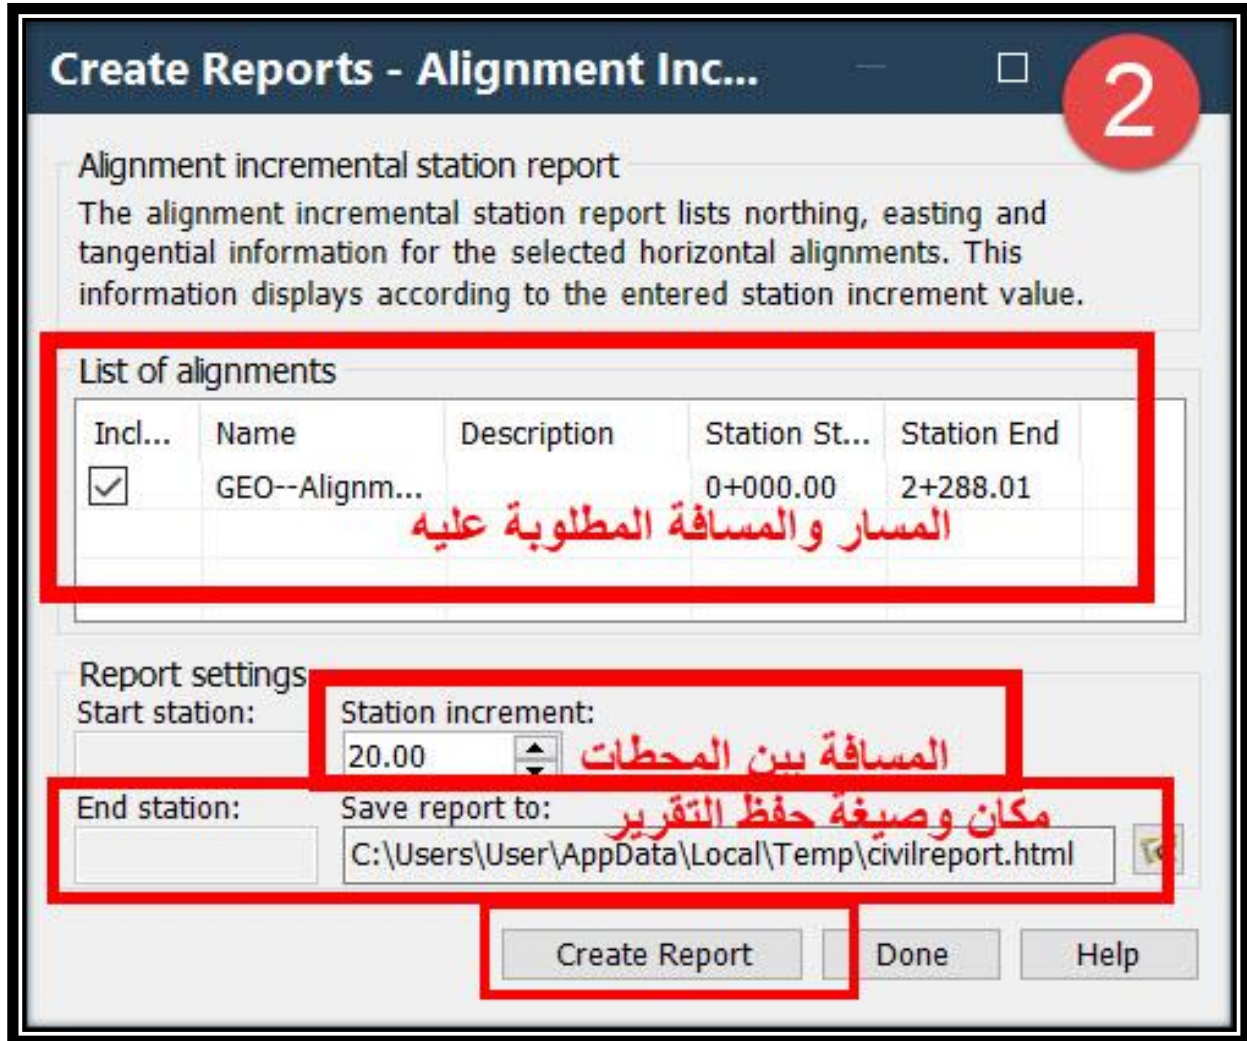 Create Reports - Alignment Inc...
2
Alignment incremental station report
The alignment incremental station report lists northing, easting and
tangential information for the selected horizontal alignments. This
information displays according to the entered station increment value.
List of alignments
Incl... Name Description Station St... Station End
GEO--Alignm... 0+000.00 2+288.01
المسار والمسافة المطلوبة عليه
Report settings
Start station: Station increment:
20.00 المسافة بين المحطات
End station: Save report to: مكان وصيغة حفظ التقرير
C:\Users\User\AppData\Local\Temp\civilreport.html
Create Report Done Help